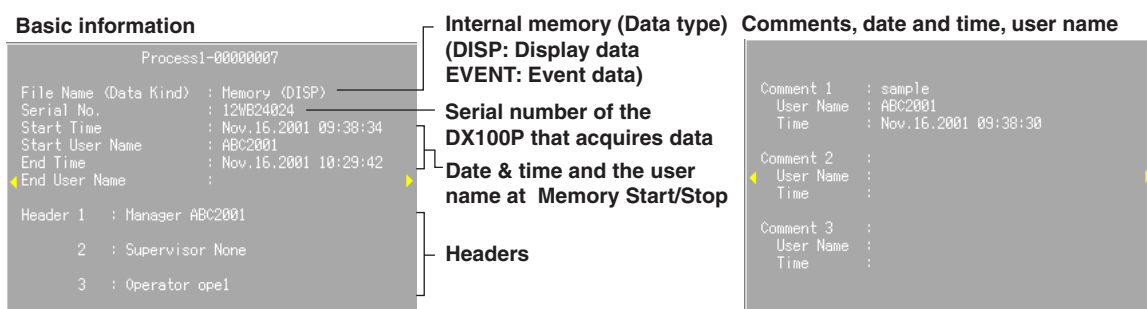 Basic information
Process1-00000007
File Name (Data Kind) : Memory (DISP)
Serial No. : 12WB24024
Start Time : Nov.16.2001 09:38:34
Start User Name : ABC2001
End Time : Nov.16.2001 10:29:42
End User Name :
Header 1 : Manager ABC2001
2 : Supervisor None
3 : Operator ope1
Internal memory (Data type)
(DISP: Display data
EVENT: Event data)
Serial number of the
DX100P that acquires data
Date & time and the user
name at Memory Start/Stop
Headers
Comments, date and time, user name
Comment 1 : sample
User Name : ABC2001
Time : Nov.16.2001 09:38:30
Comment 2 :
User Name :
Time :
Comment 3 :
User Name :
Time :